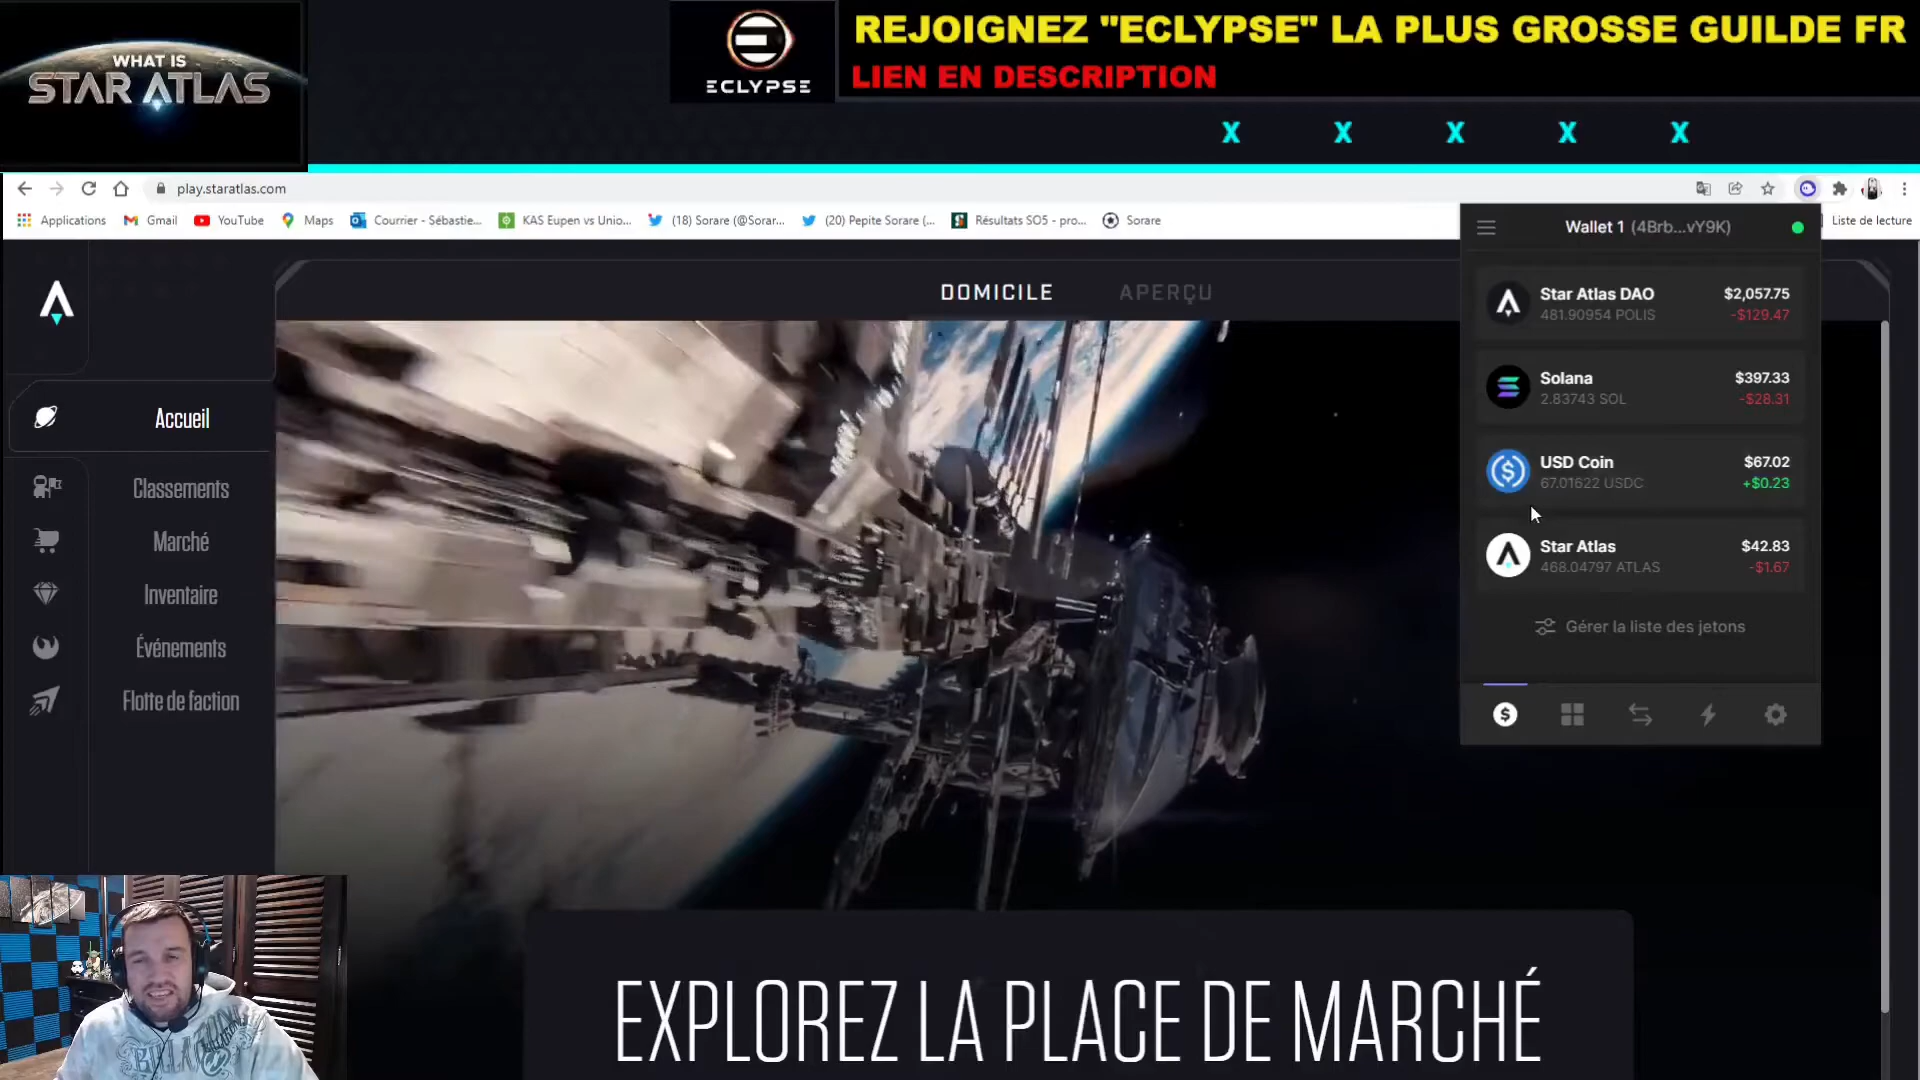 WHAT IS
STAR ATLAS
ECLYPSE
REJOIGNEZ "ECLYPSE" LA PLUS GROSSE GUILDE FR
LIEN EN DESCRIPTION
X X X X X
play.staratlas.com
Applications
Gmail
YouTube
Maps
Courrier - Sébastie...
KAS Eupen vs Unio...
(18) Sorare (@Sorar...
(20) Pepite Sorare (...
Résultats SO5 - pro...
Sorare
Liste de lecture
DOMICILE
APERÇU
Accueil
Classements
Marché
Inventaire
Événements
Flotte de faction
Wallet 1 (4Brb...vY9K)
Star Atlas DAO $2,057.75
481.90954 POLIS -$129.47
Solana $397.33
2.83743 SOL -$28.31
USD Coin $67.02
67.01622 USDC +$0.23
Star Atlas $42.83
468.04797 ATLAS -$1.67
Gérer la liste des jetons
EXPLOREZ LA PLACE DE MARCHÉ